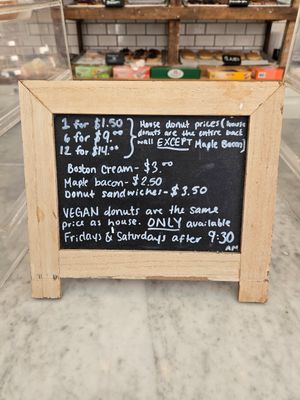 1 for $1.50
6 for $9.00
12 for $14.00
House donut prices (house
donuts are the entire back
wall EXCEPT Maple Bacon)
Boston Cream - $3.00
Maple bacon - $2.50
Donut sandwiches - $3.50
VEGAN donuts are the same
price as house. ONLY available
Fridays & Saturdays after 9:30
AM